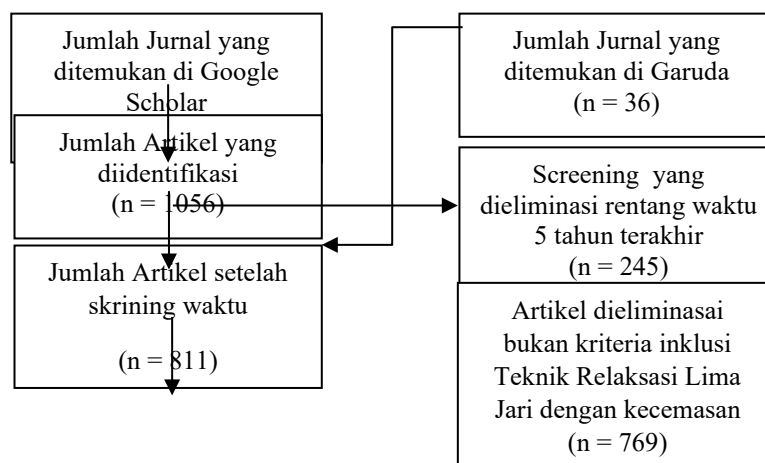 Jumlah Jurnal yang
ditemukan di Google
Scholar
Jumlah Jurnal yang
ditemukan di Garuda
(n = 36)
Jumlah Artikel yang
diidentifikasi
(n = 1056)
Screening yang
dieliminasi rentang waktu
5 tahun terakhir
(n = 245)
Jumlah Artikel setelah
skrining waktu
(n = 811)
Artikel dieliminasai
bukan kriteria inklusi
Teknik Relaksasi Lima
Jari dengan kecemasan
(n = 769)